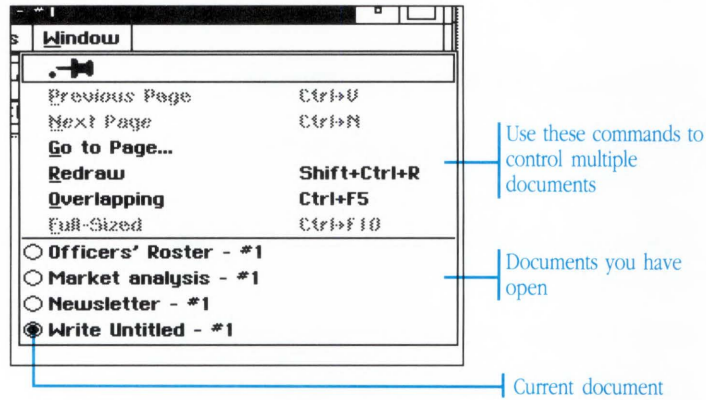 #1
s Window
Previous Page Ctrl+V
Next Page Ctrl+N
Go to Page...
Redraw Shift+Ctrl+R
Overlapping Ctrl+F5
Full-Sized Ctrl+F10
Officers' Roster - #1
Market analysis - #1
Newsletter - #1
Write Untitled - #1
Use these commands to
control multiple
documents
Documents you have
open
Current document